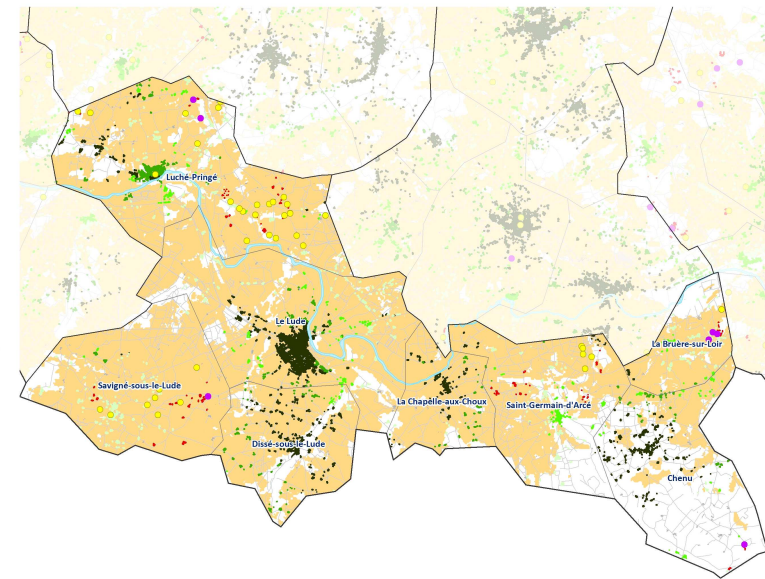 Luché-Pringé
Le Lude
La Bruère-sur-Loir
Savigné-sous-le-Lude
La Chapelle-aux-Choux
Saint-Germain-d'Arcé
Dissé-sous-le-Lude
Chenu